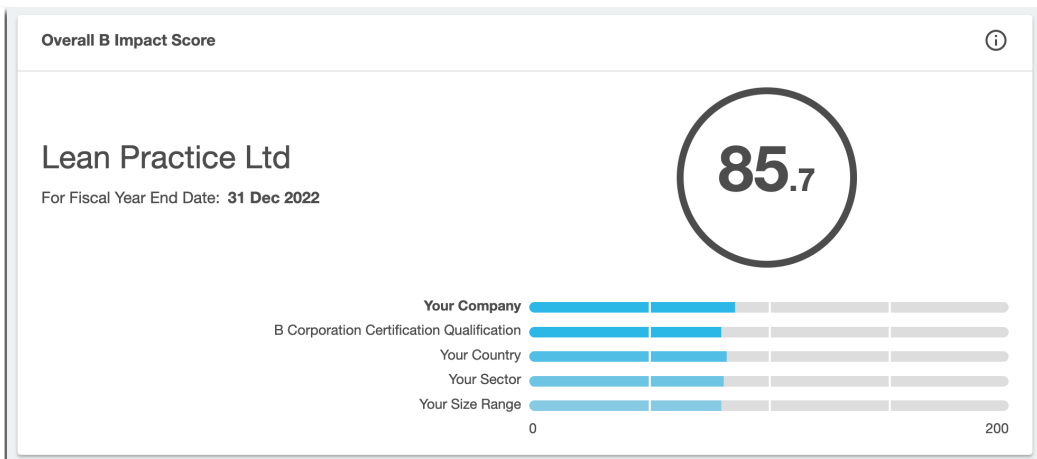 Overall B Impact Score
Lean Practice Ltd
For Fiscal Year End Date: 31 Dec 2022
85.7
Your Company
B Corporation Certification Qualification
Your Country
Your Sector
Your Size Range
0 200